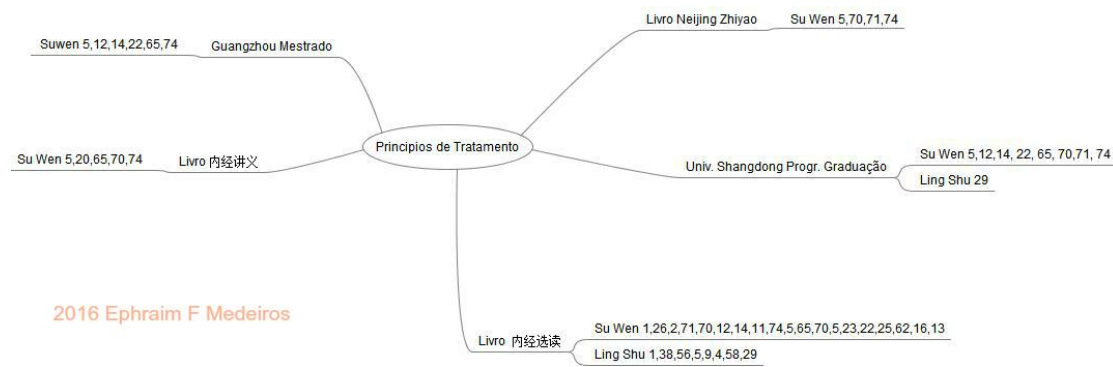 Livro Neijing Zhiyao
Su Wen 5,70,71,74
Suwen 5,12,14,22,65,74
Guangzhou Mestrado
Principios de Tratamento
Su Wen 5,20,65,70,74
Livro 内经讲义
Univ. Shangdong Progr. Graduação
Su Wen 5,12,14, 22, 65, 70,71, 74
Ling Shu 29
2016 Ephraim F Medeiros
Livro 内经选读
Su Wen 1,26,2,71,70,12,14,11,74,5,65,70,5,23,22,25,62,16,13
Ling Shu 1,38,56,5,9,4,58,29